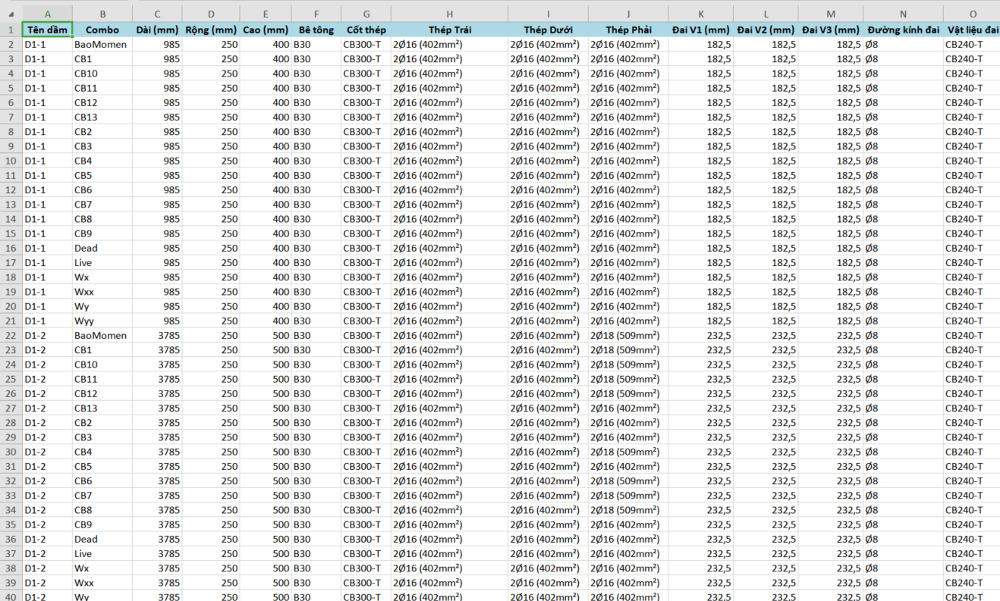 A B C D E F G H I J K L M N O
1 Tên dầm Combo Dài (mm) Rộng (mm) Cao (mm) Bê tông Cốt thép Thép Trái Thép Dưới Thép Phải Đai V1 (mm) Đai V2 (mm) Đai V3 (mm) Đường kính đai Vật liệu đai
2 D1-1 BaoMomen 985 250 400 B30 CB300-T 2Ø16 (402mm²) 2Ø16 (402mm²) 2Ø16 (402mm²) 182,5 182,5 182,5 Ø8 CB240-T
3 D1-1 CB1 985 250 400 B30 CB300-T 2Ø16 (402mm²) 2Ø16 (402mm²) 2Ø16 (402mm²) 182,5 182,5 182,5 Ø8 CB240-T
4 D1-1 CB10 985 250 400 B30 CB300-T 2Ø16 (402mm²) 2Ø16 (402mm²) 2Ø16 (402mm²) 182,5 182,5 182,5 Ø8 CB240-T
5 D1-1 CB11 985 250 400 B30 CB300-T 2Ø16 (402mm²) 2Ø16 (402mm²) 2Ø16 (402mm²) 182,5 182,5 182,5 Ø8 CB240-T
6 D1-1 CB12 985 250 400 B30 CB300-T 2Ø16 (402mm²) 2Ø16 (402mm²) 2Ø16 (402mm²) 182,5 182,5 182,5 Ø8 CB240-T
7 D1-1 CB13 985 250 400 B30 CB300-T 2Ø16 (402mm²) 2Ø16 (402mm²) 2Ø16 (402mm²) 182,5 182,5 182,5 Ø8 CB240-T
8 D1-1 CB2 985 250 400 B30 CB300-T 2Ø16 (402mm²) 2Ø16 (402mm²) 2Ø16 (402mm²) 182,5 182,5 182,5 Ø8 CB240-T
9 D1-1 CB3 985 250 400 B30 CB300-T 2Ø16 (402mm²) 2Ø16 (402mm²) 2Ø16 (402mm²) 182,5 182,5 182,5 Ø8 CB240-T
10 D1-1 CB4 985 250 400 B30 CB300-T 2Ø16 (402mm²) 2Ø16 (402mm²) 2Ø16 (402mm²) 182,5 182,5 182,5 Ø8 CB240-T
11 D1-1 CB5 985 250 400 B30 CB300-T 2Ø16 (402mm²) 2Ø16 (402mm²) 2Ø16 (402mm²) 182,5 182,5 182,5 Ø8 CB240-T
12 D1-1 CB6 985 250 400 B30 CB300-T 2Ø16 (402mm²) 2Ø16 (402mm²) 2Ø16 (402mm²) 182,5 182,5 182,5 Ø8 CB240-T
13 D1-1 CB7 985 250 400 B30 CB300-T 2Ø16 (402mm²) 2Ø16 (402mm²) 2Ø16 (402mm²) 182,5 182,5 182,5 Ø8 CB240-T
14 D1-1 CB8 985 250 400 B30 CB300-T 2Ø16 (402mm²) 2Ø16 (402mm²) 2Ø16 (402mm²) 182,5 182,5 182,5 Ø8 CB240-T
15 D1-1 CB9 985 250 400 B30 CB300-T 2Ø16 (402mm²) 2Ø16 (402mm²) 2Ø16 (402mm²) 182,5 182,5 182,5 Ø8 CB240-T
16 D1-1 Dead 985 250 400 B30 CB300-T 2Ø16 (402mm²) 2Ø16 (402mm²) 2Ø16 (402mm²) 182,5 182,5 182,5 Ø8 CB240-T
17 D1-1 Live 985 250 400 B30 CB300-T 2Ø16 (402mm²) 2Ø16 (402mm²) 2Ø16 (402mm²) 182,5 182,5 182,5 Ø8 CB240-T
18 D1-1 Wx 985 250 400 B30 CB300-T 2Ø16 (402mm²) 2Ø16 (402mm²) 2Ø16 (402mm²) 182,5 182,5 182,5 Ø8 CB240-T
19 D1-1 Wxx 985 250 400 B30 CB300-T 2Ø16 (402mm²) 2Ø16 (402mm²) 2Ø16 (402mm²) 182,5 182,5 182,5 Ø8 CB240-T
20 D1-1 Wy 985 250 400 B30 CB300-T 2Ø16 (402mm²) 2Ø16 (402mm²) 2Ø16 (402mm²) 182,5 182,5 182,5 Ø8 CB240-T
21 D1-1 Wyy 985 250 400 B30 CB300-T 2Ø16 (402mm²) 2Ø16 (402mm²) 2Ø16 (402mm²) 182,5 182,5 182,5 Ø8 CB240-T
22 D1-2 BaoMomen 3785 250 500 B30 CB300-T 2Ø16 (402mm²) 2Ø16 (402mm²) 2Ø18 (509mm²) 232,5 232,5 232,5 Ø8 CB240-T
23 D1-2 CB1 3785 250 500 B30 CB300-T 2Ø16 (402mm²) 2Ø16 (402mm²) 2Ø18 (509mm²) 232,5 232,5 232,5 Ø8 CB240-T
24 D1-2 CB10 3785 250 500 B30 CB300-T 2Ø16 (402mm²) 2Ø16 (402mm²) 2Ø18 (509mm²) 232,5 232,5 232,5 Ø8 CB240-T
25 D1-2 CB11 3785 250 500 B30 CB300-T 2Ø16 (402mm²) 2Ø16 (402mm²) 2Ø18 (509mm²) 232,5 232,5 232,5 Ø8 CB240-T
26 D1-2 CB12 3785 250 500 B30 CB300-T 2Ø16 (402mm²) 2Ø16 (402mm²) 2Ø18 (509mm²) 232,5 232,5 232,5 Ø8 CB240-T
27 D1-2 CB13 3785 250 500 B30 CB300-T 2Ø16 (402mm²) 2Ø16 (402mm²) 2Ø16 (402mm²) 232,5 232,5 232,5 Ø8 CB240-T
28 D1-2 CB2 3785 250 500 B30 CB300-T 2Ø16 (402mm²) 2Ø16 (402mm²) 2Ø16 (402mm²) 232,5 232,5 232,5 Ø8 CB240-T
29 D1-2 CB3 3785 250 500 B30 CB300-T 2Ø16 (402mm²) 2Ø16 (402mm²) 2Ø16 (402mm²) 232,5 232,5 232,5 Ø8 CB240-T
30 D1-2 CB4 3785 250 500 B30 CB300-T 2Ø16 (402mm²) 2Ø16 (402mm²) 2Ø18 (509mm²) 232,5 232,5 232,5 Ø8 CB240-T
31 D1-2 CB5 3785 250 500 B30 CB300-T 2Ø16 (402mm²) 2Ø16 (402mm²) 2Ø16 (402mm²) 232,5 232,5 232,5 Ø8 CB240-T
32 D1-2 CB6 3785 250 500 B30 CB300-T 2Ø16 (402mm²) 2Ø16 (402mm²) 2Ø18 (509mm²) 232,5 232,5 232,5 Ø8 CB240-T
33 D1-2 CB7 3785 250 500 B30 CB300-T 2Ø16 (402mm²) 2Ø16 (402mm²) 2Ø18 (509mm²) 232,5 232,5 232,5 Ø8 CB240-T
34 D1-2 CB8 3785 250 500 B30 CB300-T 2Ø16 (402mm²) 2Ø16 (402mm²) 2Ø18 (509mm²) 232,5 232,5 232,5 Ø8 CB240-T
35 D1-2 CB9 3785 250 500 B30 CB300-T 2Ø16 (402mm²) 2Ø16 (402mm²) 2Ø16 (402mm²) 232,5 232,5 232,5 Ø8 CB240-T
36 D1-2 Dead 3785 250 500 B30 CB300-T 2Ø16 (402mm²) 2Ø16 (402mm²) 2Ø16 (402mm²) 232,5 232,5 232,5 Ø8 CB240-T
37 D1-2 Live 3785 250 500 B30 CB300-T 2Ø16 (402mm²) 2Ø16 (402mm²) 2Ø16 (402mm²) 232,5 232,5 232,5 Ø8 CB240-T
38 D1-2 Wx 3785 250 500 B30 CB300-T 2Ø16 (402mm²) 2Ø16 (402mm²) 2Ø16 (402mm²) 232,5 232,5 232,5 Ø8 CB240-T
39 D1-2 Wxx 3785 250 500 B30 CB300-T 2Ø16 (402mm²) 2Ø16 (402mm²) 2Ø16 (402mm²) 232,5 232,5 232,5 Ø8 CB240-T
40 D1-2 Wy 3785 250 500 B30 CB300-T 2Ø16 (402mm²) 2Ø16 (402mm²) 2Ø16 (402mm²) 232,5 232,5 232,5 Ø8 CB240-T